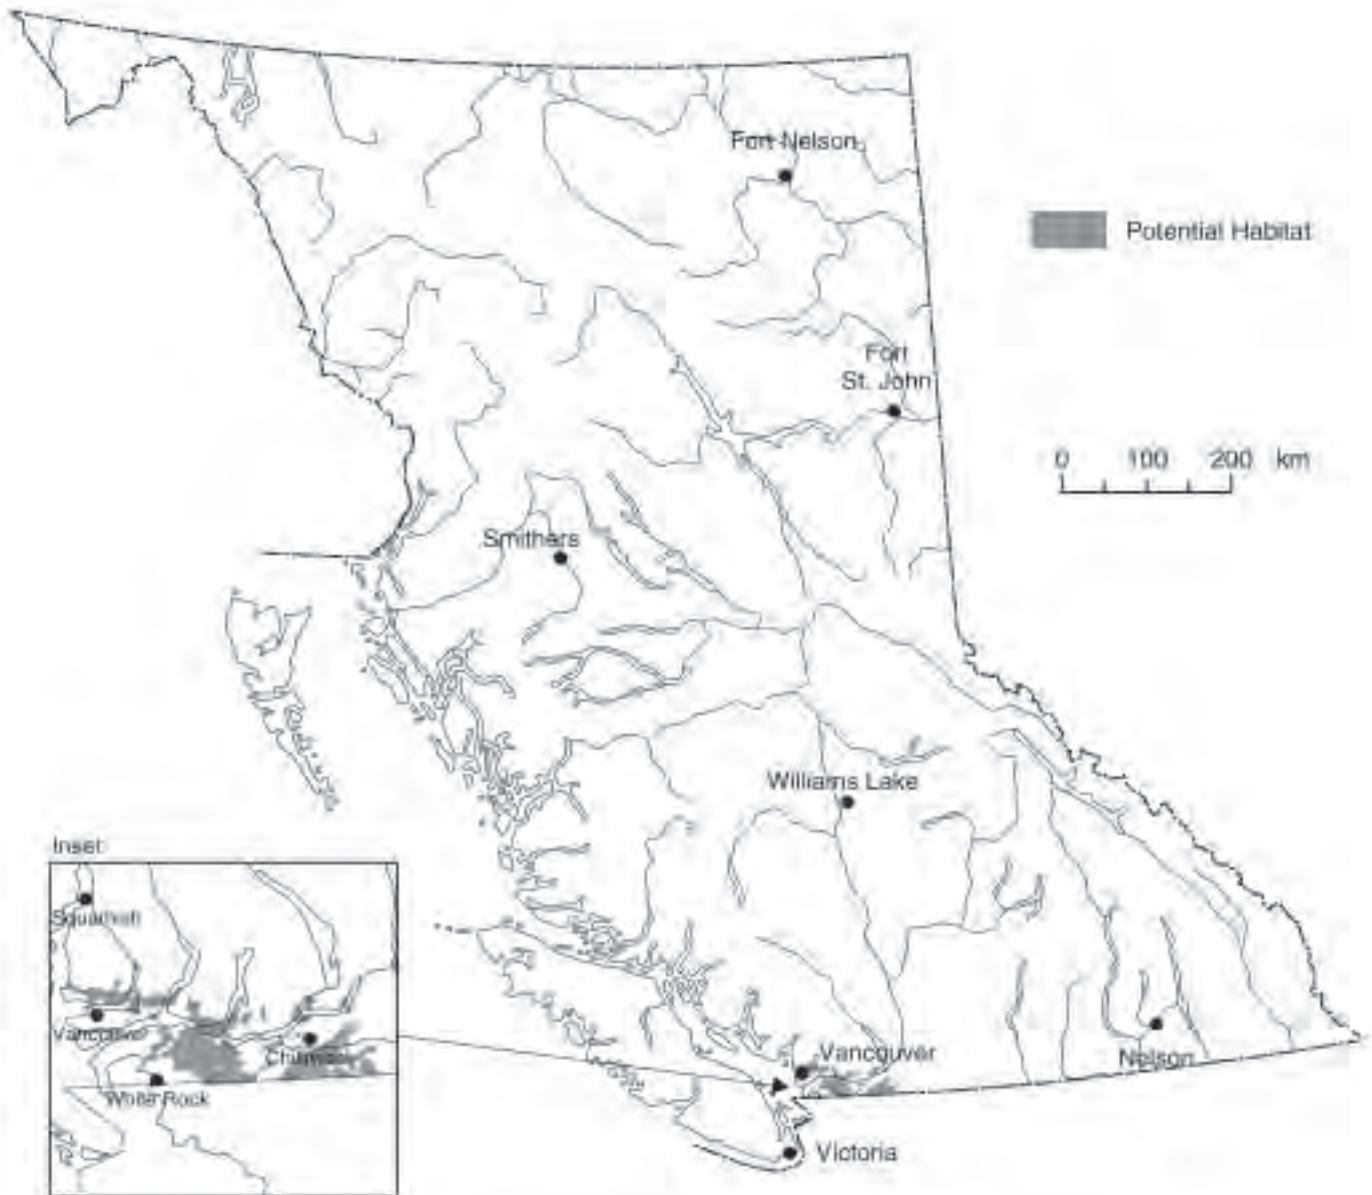 Fort Nelson
Potential Habitat
Fort
St. John
0 100 200 km
Smithers
Williams Lake
Inset
Squamish
Vancouver
Chilliwack
White Rock
Vancouver
Nelson
Victoria